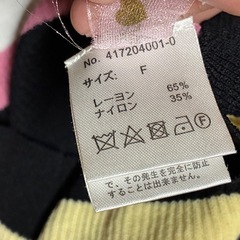 No. 417204001-0
サイズ: F
レーヨン 65%
ナイロン 35%
で、その発生を完全に防止
することは出来ません。